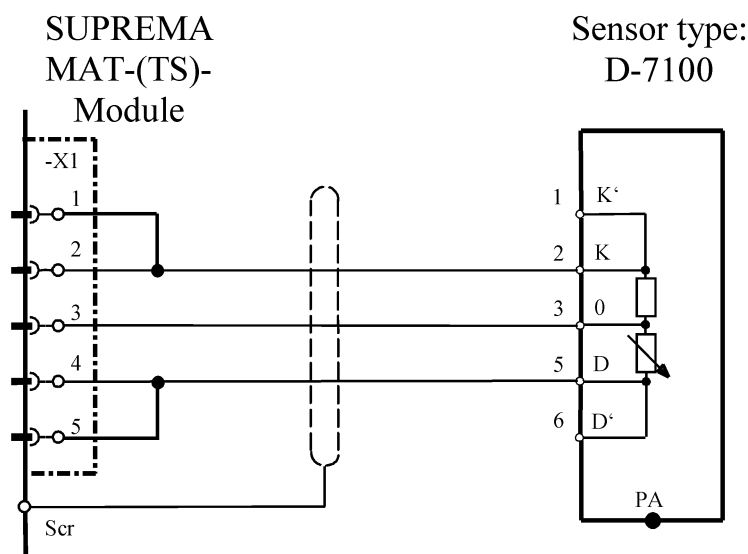 SUPREMA
MAT-(TS)-
Module
Sensor type:
D-7100
-X1
1
2
3
4
5
Scr
1 K‘
2 K
3 0
5 D
6 D‘
PA